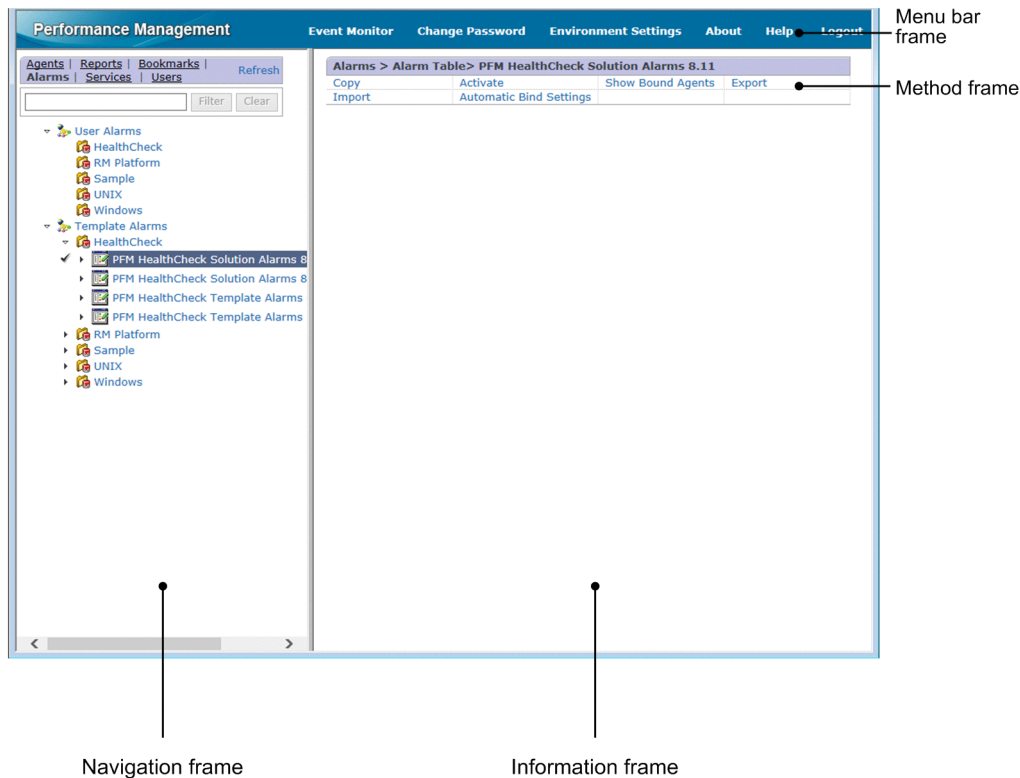 Performance Management
Event Monitor Change Password Environment Settings About Help Logout
Menu bar
frame
Agents | Reports | Bookmarks |
Alarms | Services | Users
Refresh
Filter Clear
User Alarms
HealthCheck
RM Platform
Sample
UNIX
Windows
Template Alarms
HealthCheck
PFM HealthCheck Solution Alarms 8
PFM HealthCheck Solution Alarms 8
PFM HealthCheck Template Alarms
PFM HealthCheck Template Alarms
RM Platform
Sample
UNIX
Windows
Alarms > Alarm Table> PFM HealthCheck Solution Alarms 8.11
Copy Activate Show Bound Agents Export
Import Automatic Bind Settings
Method frame
Navigation frame
Information frame